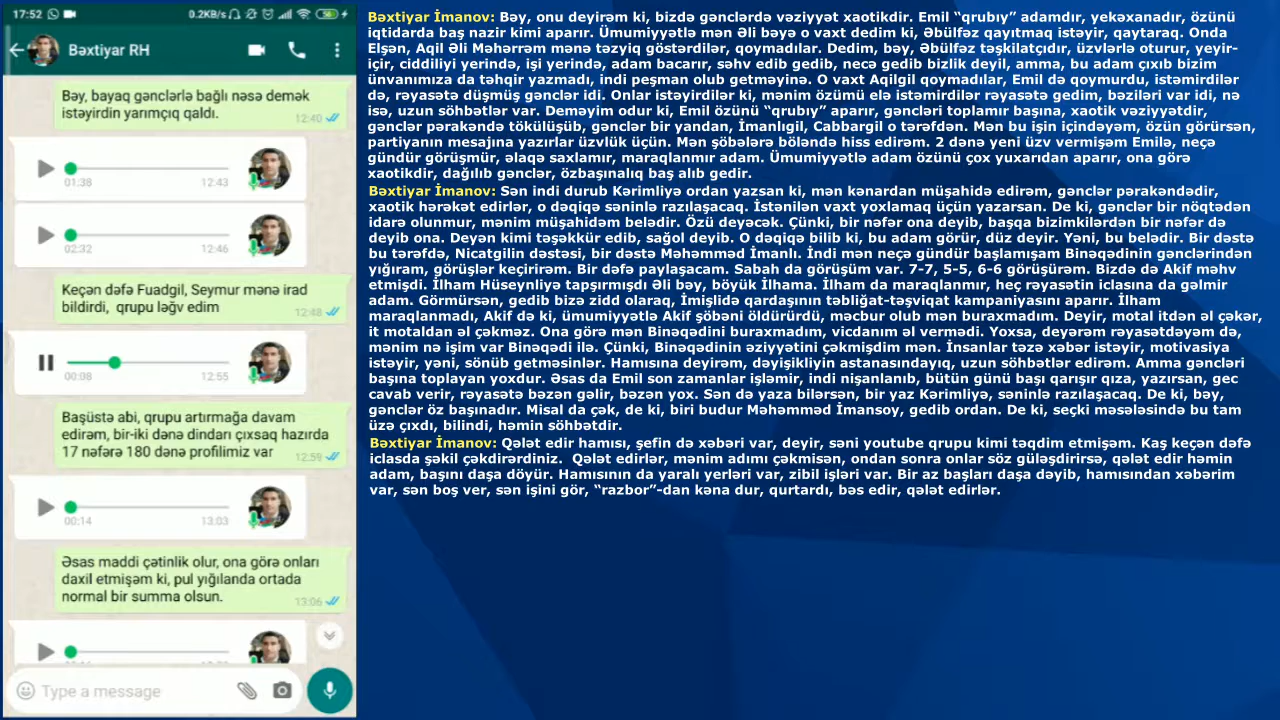 17:52 0.2KB/s
Bəxtiyar RH
Bəy, bayaq gənclərlə bağlı nəsə demək
istəyirdin yarımçıq qaldı.
12:40
01:38 12:43
02:32 12:46
Keçən dəfə Fuadgil, Seymur mənə irad
bildirdi, qrupu ləğv edim
12:48
00:08 12:55
Başüstə abi, qrupu artırmağa davam
edirəm, bir-iki dənə dindarı çıxsaq hazırda
17 nəfərə 180 dənə profilimiz var
12:59
00:14 13:03
Əsas maddi çətinlik olur, ona görə onları
daxil etmişəm ki, pul yığılanda ortada
normal bir summa olsun.
13:06
Type a message
Bəxtiyar İmanov: Bəy, onu deyirəm ki, bizdə gənclərdə vəziyyət xaotikdir. Emil “qrubıy” adamdır, yekəxanadır, özünü
iqtidarda baş nazir kimi aparır. Ümumiyyətlə mən Əli bəyə o vaxt dedim ki, Əbülfəz qayıtmaq istəyir, qaytaraq. Onda
Elşən, Aqil Əli Məhərrəm mənə təzyiq göstərdilər, qoymadılar. Dedim, bəy, Əbülfəz təşkilatçıdır, üzvlərlə oturur, yeyir-
içir, ciddiliyi yerində, işi yerində, adam bacarır, səhv edib gedib, necə gedib bizlik deyil, amma, bu adam çıxıb bizim
ünvanımıza da təhqir yazmadı, indi peşman olub getməyinə. O vaxt Aqilgil qoymadılar, Emil də qoymurdu, istəmirdilər
də, rəyasətə düşmüş gənclər idi. Onlar istəyirdilər ki, mən özümü elə istəmirdilər rəyasətə gedim, bəziləri var idi, nə
isə, uzun söhbətlər var. Deməyim odur ki, Emil özünü “qrubıy” aparır, gəncləri toplamır başına, xaotik vəziyyətdir,
gənclər pərakəndə tökülüşüb, gənclər bir yandan, İmanlıgil, Cabbargil o tərəfdən. Mən bu işin içindəyəm, özün görürsən,
partiyanın mesajına yazırlar üzvlük üçün. Mən şöbələrə böləndə hiss edirəm. 2 dənə yeni üzv vermişəm Emilə, neçə
gündür görüşmür, əlaqə saxlamır, maraqlanmır adam. Ümumiyyətlə adam özünü çox yuxarıdan aparır, ona görə
xaotikdir, dağılıb gənclər, özbaşınalıq baş alıb gedir.
Bəxtiyar İmanov: Sən indi durub Kərimliyə ordan yazsan ki, mən kənardan müşahidə edirəm, gənclər pərakəndədir,
xaotik hərəkət edirlər, o dəqiqə səninlə razılaşacaq. İstənilən vaxt yoxlamaq üçün yazarsan. De ki, gənclər bir nöqtədən
idarə olunmur, mənim müşahidəm belədir. Özü deyəcək. Çünki, bir nəfər ona deyib, başqa bizimkilərdən bir nəfər də
deyib ona. Deyən kimi təşəkkür edib, sağol deyib. O dəqiqə bilib ki, bu adam görür, düz deyir. Yəni, bu belədir. Bir dəstə
bu tərəfdə, Nicatgilin dəstəsi, bir dəstə Məhəmməd İmanlı. İndi mən neçə gündür başlamışam Binəqədinin gənclərindən
yığıram, görüşlər keçirirəm. Bir dəfə paylaşacam. Sabah da görüşüm var. 7-7, 5-5, 6-6 görüşürəm. Bizdə də Akif məhv
etmişdi. İlham Hüseynliyə tapşırmışdı Əli bəy, böyük İlhama. İlham da maraqlanmır, heç rəyasətin iclasına da gəlmir
adam. Görmürsən, gedib bizə zidd olaraq, İmişlidə qardaşının təbliğat-təşviqat kampaniyasını aparır. İlham
maraqlanmadı, Akif də ki, ümumiyyətlə Akif şöbəni öldürürdü, məcbur olub mən buraxmadım. Deyir, motal itdən əl çəkər,
it motaldan əl çəkməz. Ona görə mən Binəqədini buraxmadım, vicdanım əl vermədi. Yoxsa, deyərəm rəyasətdəyəm də,
mənim nə işim var Binəqədi ilə. Çünki, Binəqədinin əziyyətini çəkmişdim mən. İnsanlar təzə xəbər istəyir, motivasiya
istəyir, yəni, sönüb getməsinlər. Hamısına deyirəm, dəyişikliyin astanasındayıq, uzun söhbətlər edirəm. Amma gəncləri
başına toplayan yoxdur. Əsas da Emil son zamanlar işləmir, indi nişanlanıb, bütün günü başı qarışır qıza, yazırsan, gec
cavab verir, rəyasətə bəzən gəlir, bəzən yox. Sən də yaza bilərsən, bir yaz Kərimliyə, səninlə razılaşacaq. De ki, bəy,
gənclər öz başınadır. Misal da çək, de ki, biri budur Məhəmməd İmansoy, gedib ordan. De ki, seçki məsələsində bu tam
üzə çıxdı, bilindi, həmin söhbətdir.
Bəxtiyar İmanov: Qələt edir hamısı, şefin də xəbəri var, deyir, səni youtube qrupu kimi təqdim etmişəm. Kaş keçən dəfə
iclasda şəkil çəkdirərdiniz. Qələt edirlər, mənim adımı çəkmisən, ondan sonra onlar söz güləşdirirsə, qələt edir həmin
adam, başını daşa döyür. Hamısının da yaralı yerləri var, zibil işləri var. Bir az başları daşa dəyib, hamısından xəbərim
var, sən boş ver, sən işini gör, “razbor”-dan kəna dur, qurtardı, bəs edir, qələt edirlər.